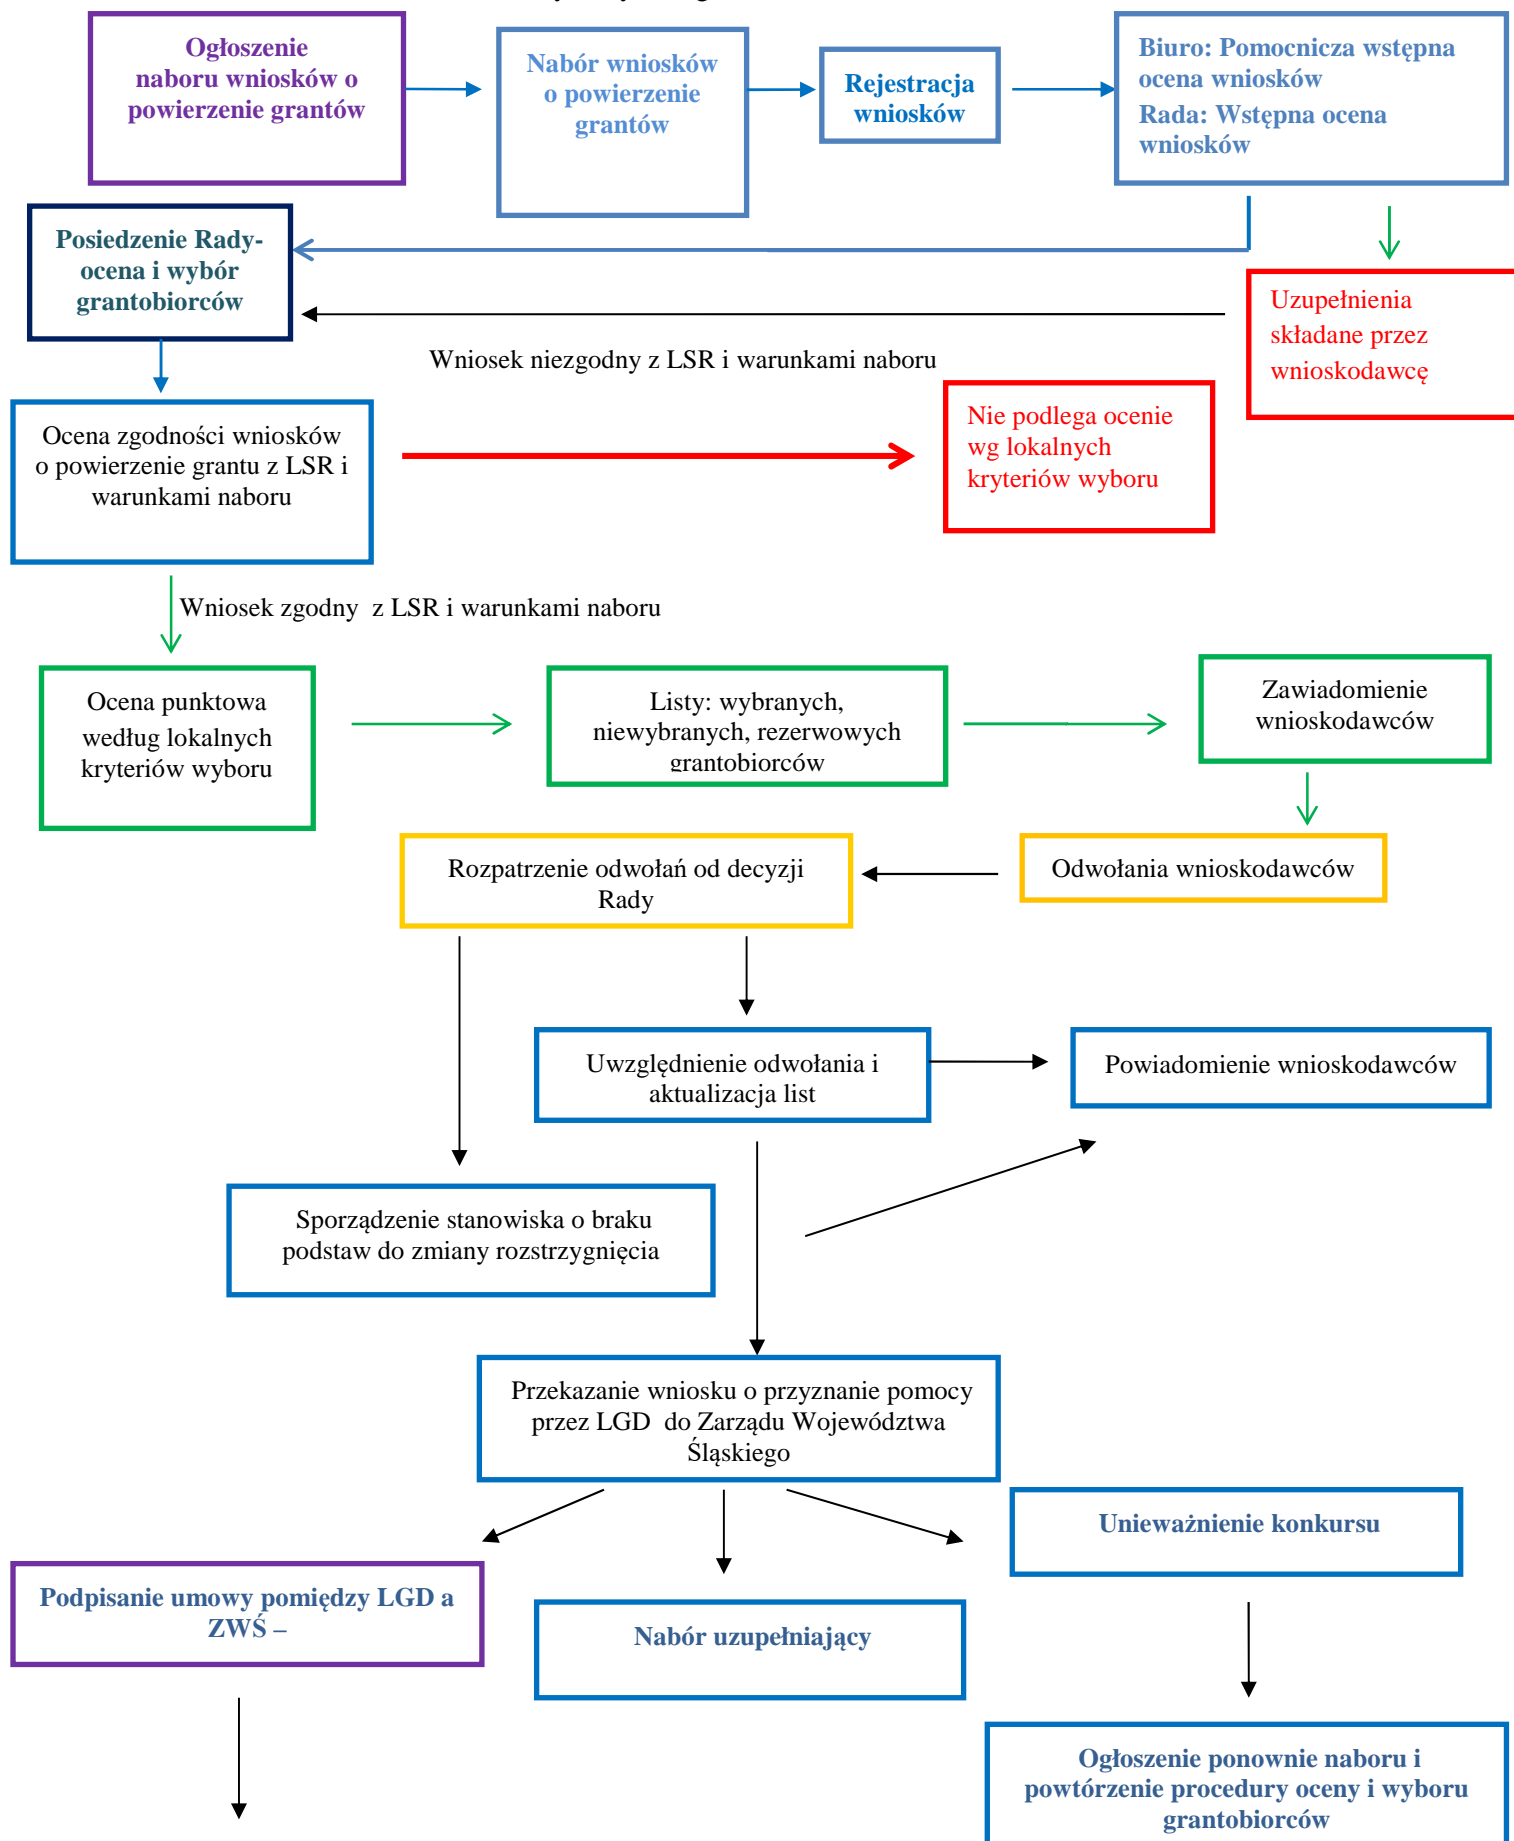 Ogłoszenie
naboru wniosków o
powierzenie grantów
Nabór wniosków
o powierzenie
grantów
Rejestracja
wniosków
Biuro: Pomocnicza wstępna
ocena wniosków
Rada: Wstępna ocena
wniosków
Posiedzenie Rady-
ocena i wybór
grantobiorców
Uzupełnienia
składane przez
wnioskodawcę
Wniosek niezgodny z LSR i warunkami naboru
Nie podlega ocenie
wg lokalnych
kryteriów wyboru
Ocena zgodności wniosków
o powierzenie grantu z LSR i
warunkami naboru
Wniosek zgodny  z LSR i warunkami naboru
Ocena punktowa
według lokalnych
kryteriów wyboru
Listy: wybranych,
niewybranych, rezerwowych
grantobiorców
Zawiadomienie
wnioskodawców
Rozpatrzenie odwołań od decyzji
Rady
Odwołania wnioskodawców
Uwzględnienie odwołania i
aktualizacja list
Powiadomienie wnioskodawców
Sporządzenie stanowiska o braku
podstaw do zmiany rozstrzygnięcia
Przekazanie wniosku o przyznanie pomocy
przez LGD  do Zarządu Województwa
Śląskiego
Unieważnienie konkursu
Podpisanie umowy pomiędzy LGD a
ZWŚ –
Nabór uzupełniający
Ogłoszenie ponownie naboru i
powtórzenie procedury oceny i wyboru
grantobiorców